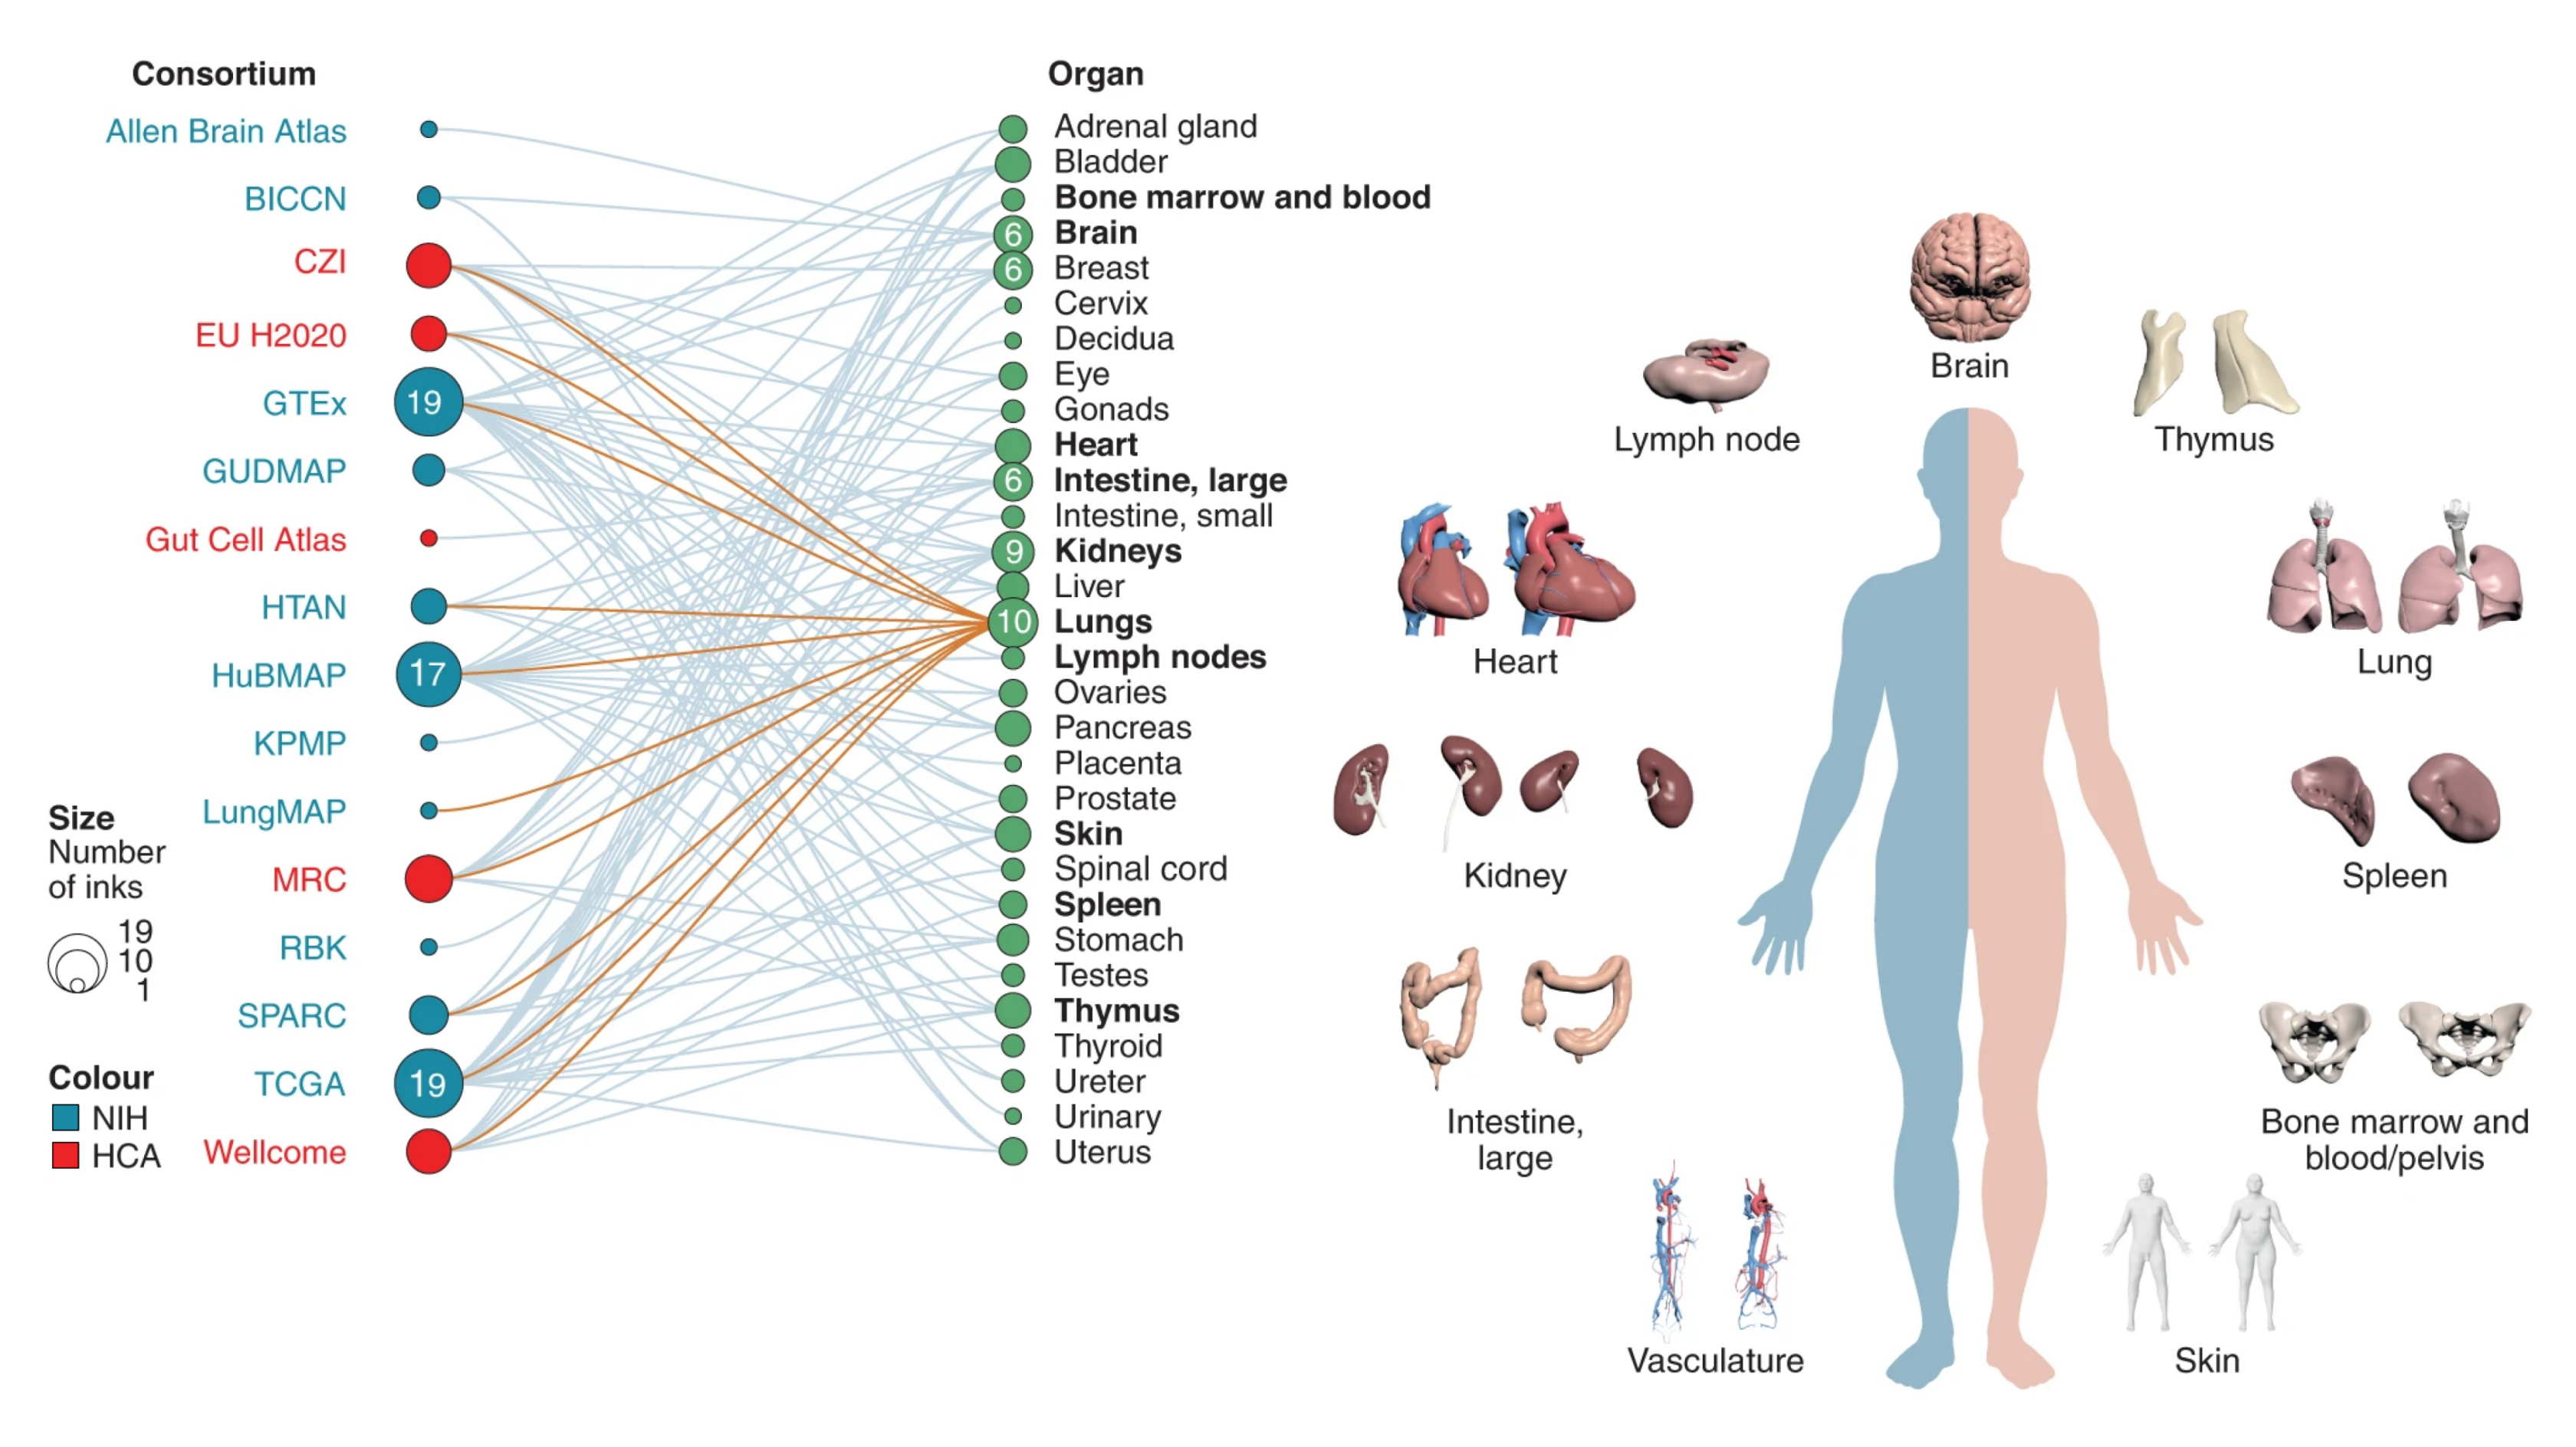 Consortium
Allen Brain Atlas
BICCN
CZI
EU H2020
GTEx
19
GUDMAP
Gut Cell Atlas
HTAN
HuBMAP
17
KPMP
LungMAP
MRC
RBK
SPARC
TCGA
19
Wellcome
Size
Number
of inks
19
10
1
Colour
NIH
HCA
Organ
Adrenal gland
Bladder
Bone marrow and blood
6 Brain
6 Breast
Cervix
Decidua
Eye
Gonads
Heart
6 Intestine, large
Intestine, small
9 Kidneys
Liver
10 Lungs
Lymph nodes
Ovaries
Pancreas
Placenta
Prostate
Skin
Spinal cord
Spleen
Stomach
Testes
Thymus
Thyroid
Ureter
Urinary
Uterus
Brain
Lymph node
Thymus
Heart
Lung
Kidney
Spleen
Intestine,
large
Bone marrow and
blood/pelvis
Vasculature
Skin